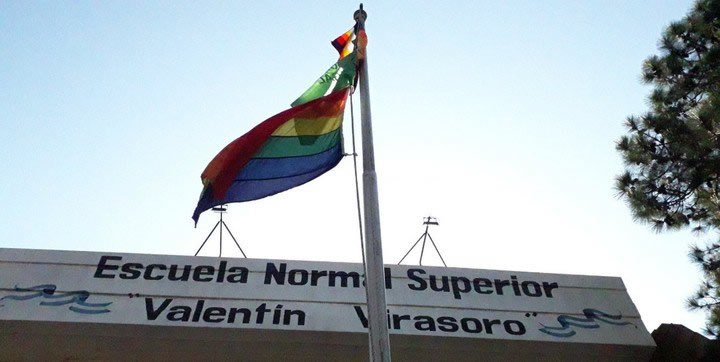 Escuela Normal Superior
"Valentín Virasoro"